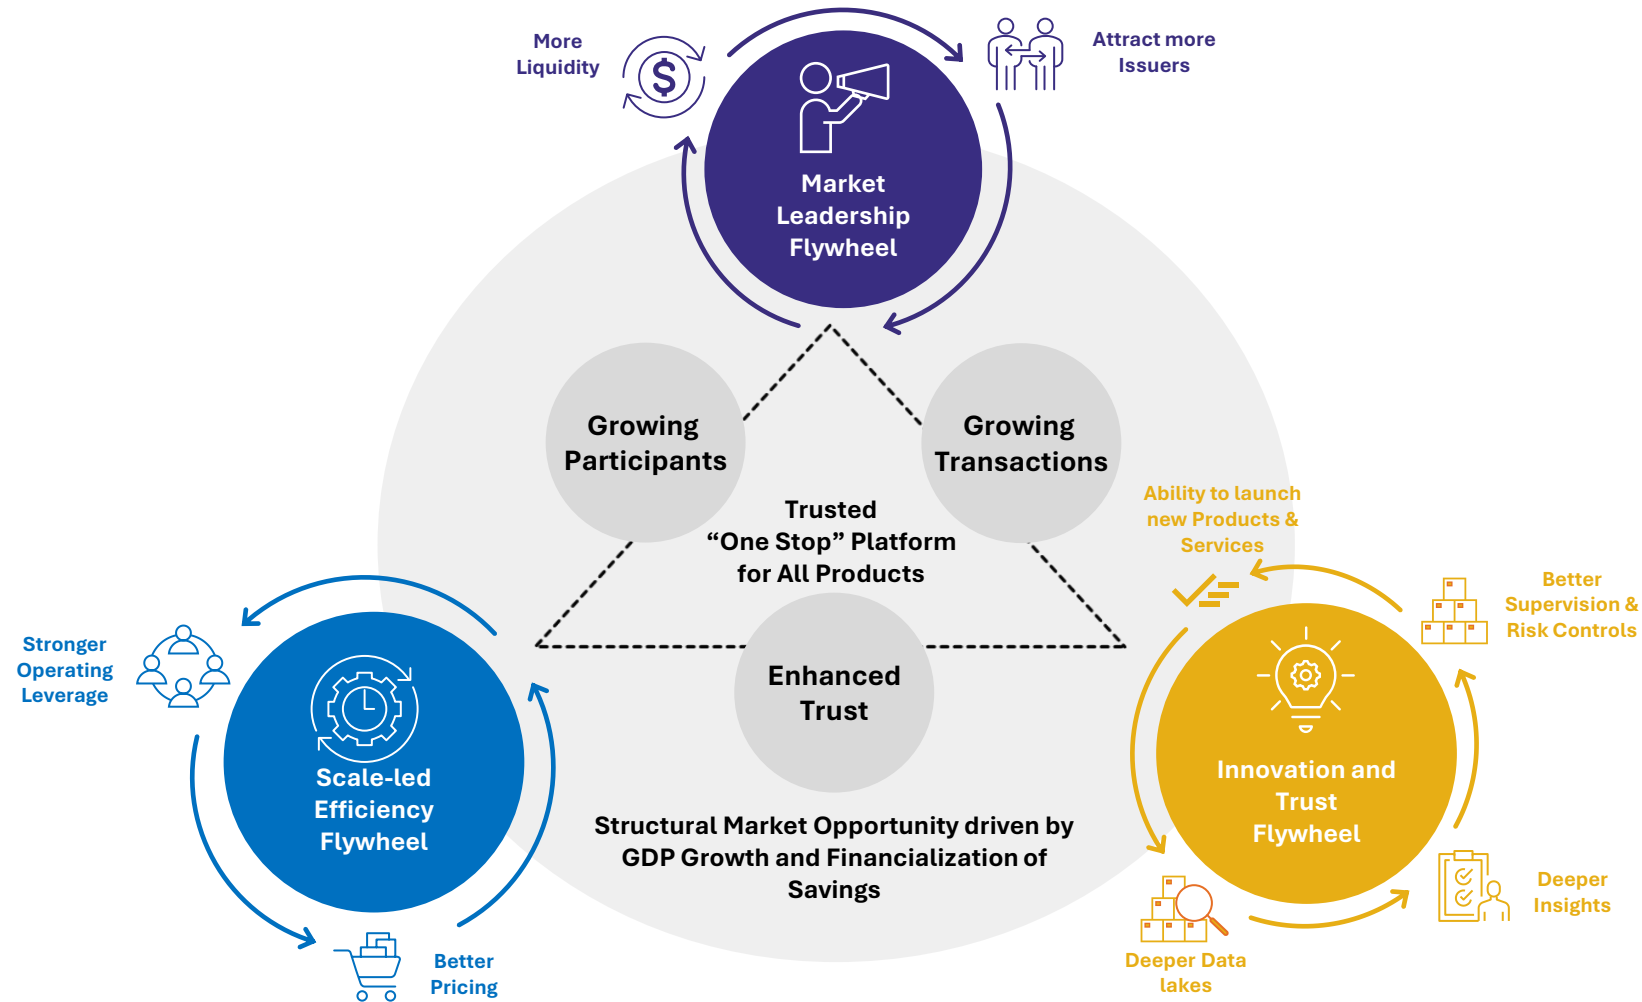 More
Liquidity
Attract more
Issuers
Market
Leadership
Flywheel
Growing
Participants
Growing
Transactions
Trusted
“One Stop” Platform
for All Products
Enhanced
Trust
Structural Market Opportunity driven by
GDP Growth and Financialization of
Savings
Stronger
Operating
Leverage
Scale-led
Efficiency
Flywheel
Better
Pricing
Ability to launch
new Products &
Services
Better
Supervision &
Risk Controls
Innovation and
Trust
Flywheel
Deeper
Insights
Deeper Data
lakes